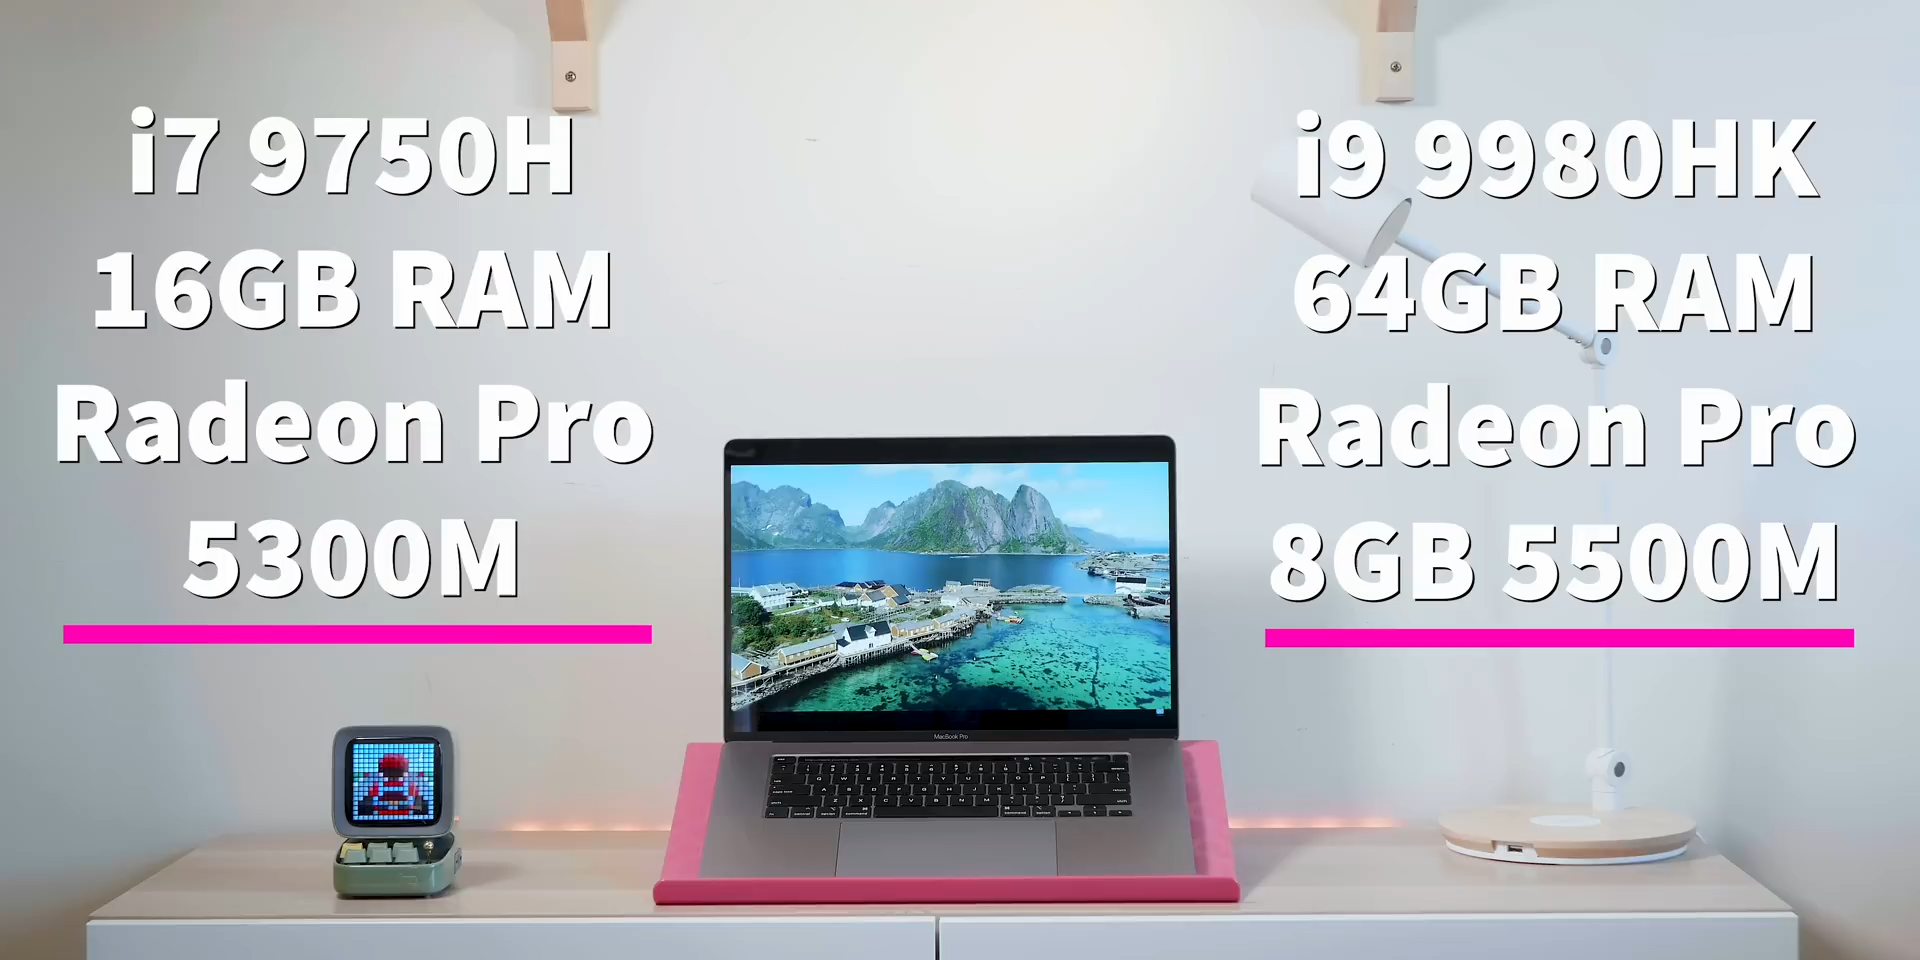 i7 9750H
16GB RAM
Radeon Pro
5300M
i9 9980HK
64GB RAM
Radeon Pro
8GB 5500M
MacBook Pro